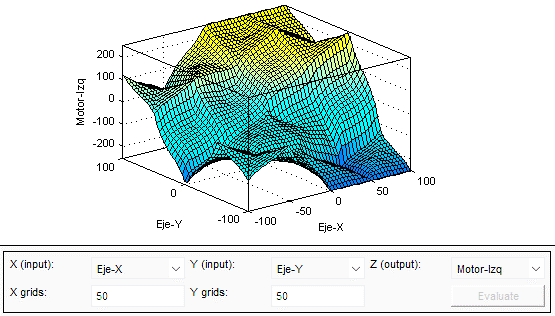 200
100
0
-100
-200
Motor-Izq
100
0
-100
Eje-Y
-100
-50
0
50
100
Eje-X
X (input): Eje-X Y (input): Eje-Y Z (output): Motor-Izq
X grids: 50 Y grids: 50 Evaluate